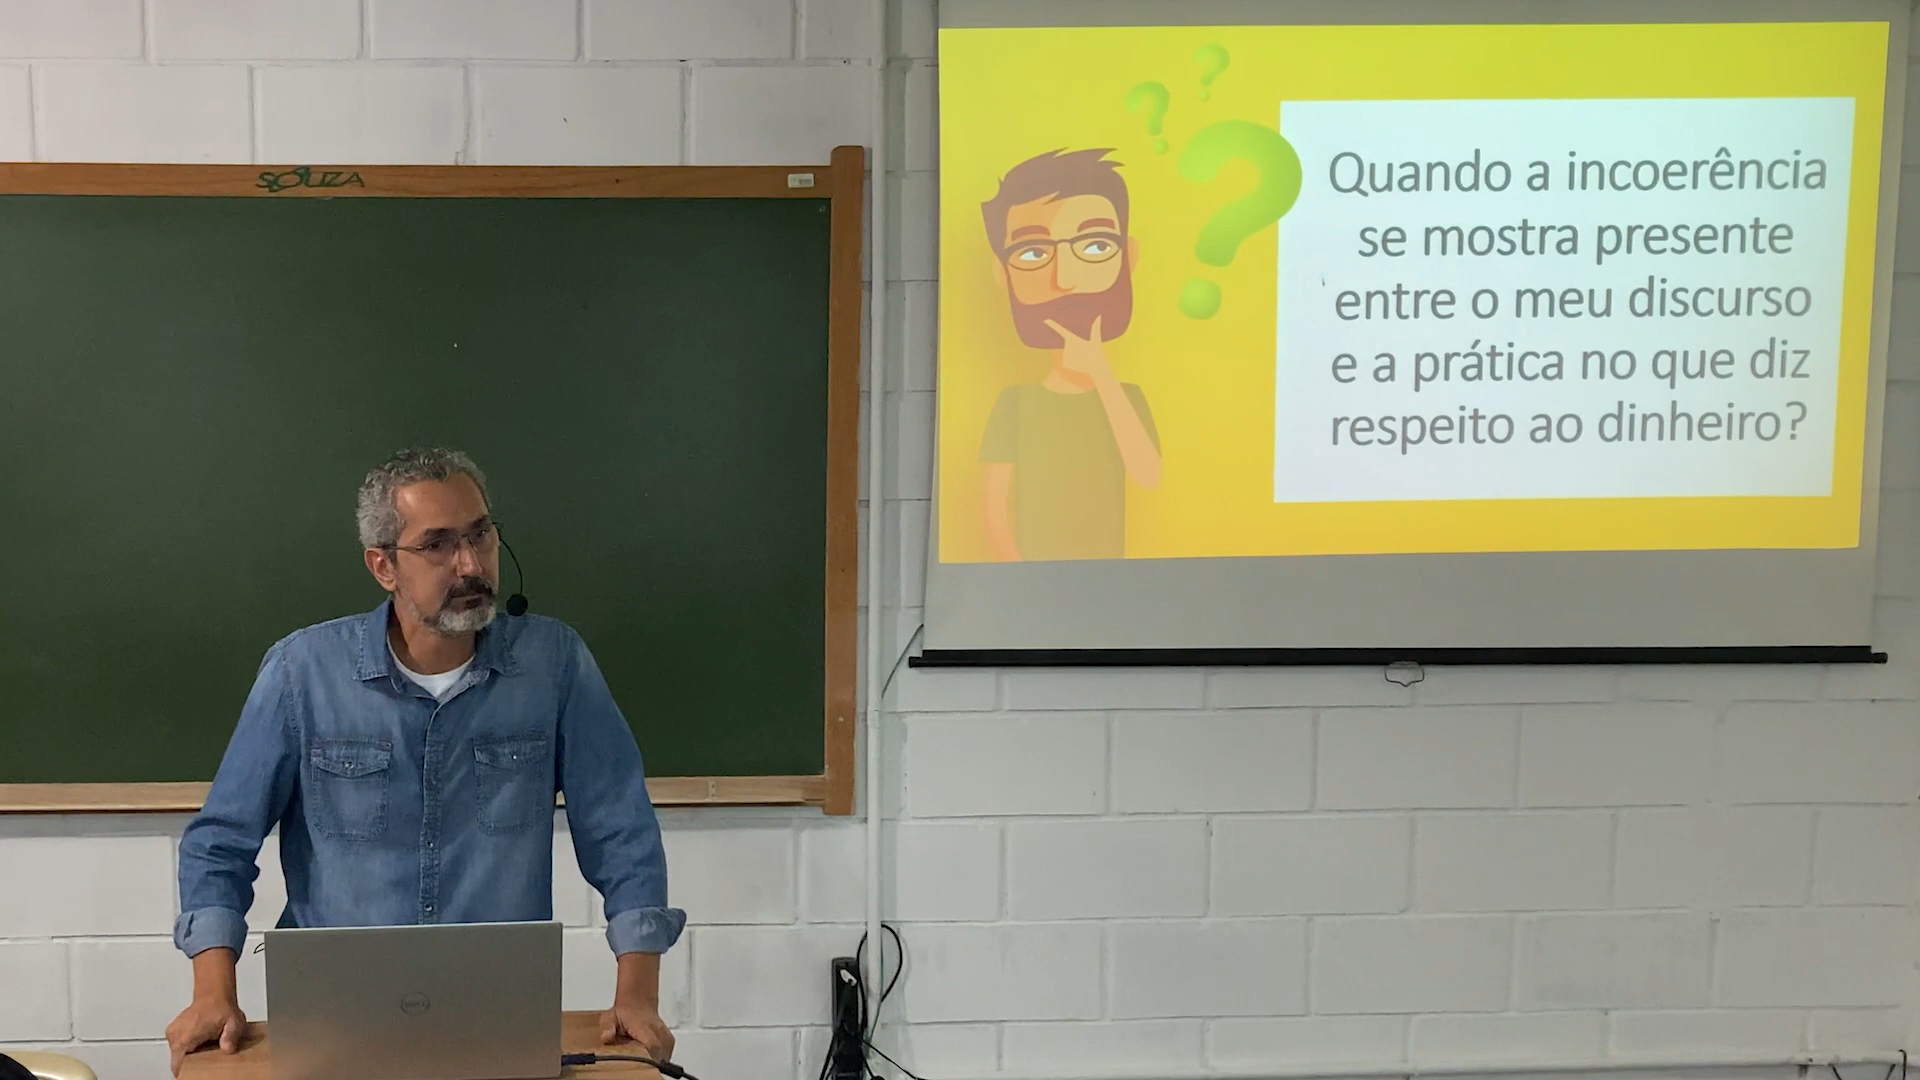 SOUZA
Quando a incoerência
se mostra presente
entre o meu discurso
e a prática no que diz
respeito ao dinheiro?
DELL